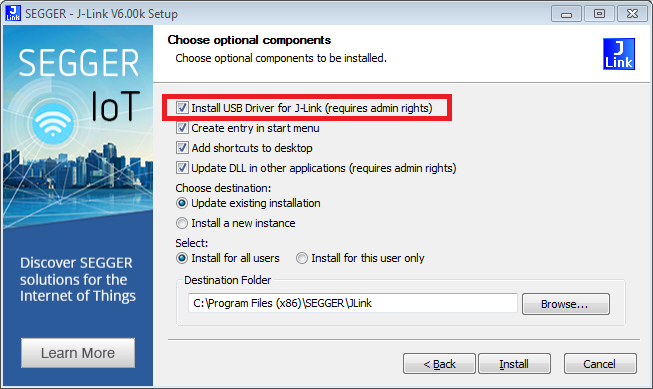 J
Link
SEGGER - J-Link V6.00k Setup
SEGGER
IoT
Discover SEGGER
solutions for the
Internet of Things
Learn More
Choose optional components
Choose optional components to be installed.
J
Link
Install USB Driver for J-Link (requires admin rights)
Create entry in start menu
Add shortcuts to desktop
Update DLL in other applications (requires admin rights)
Choose destination:
Update existing installation
Install a new instance
Select:
Install for all users Install for this user only
Destination Folder
C:\Program Files (x86)\SEGGER\JLink Browse...
< Back Install Cancel